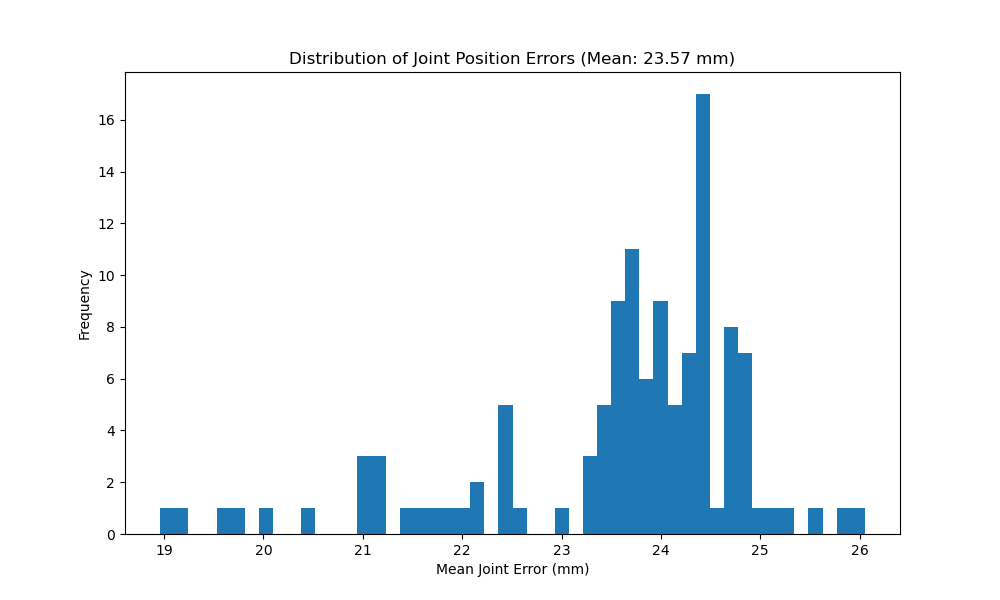 Distribution of Joint Position Errors (Mean: 23.57 mm)
16
14
12
10
8
6
4
2
0
Frequency
19 20 21 22 23 24 25 26
Mean Joint Error (mm)